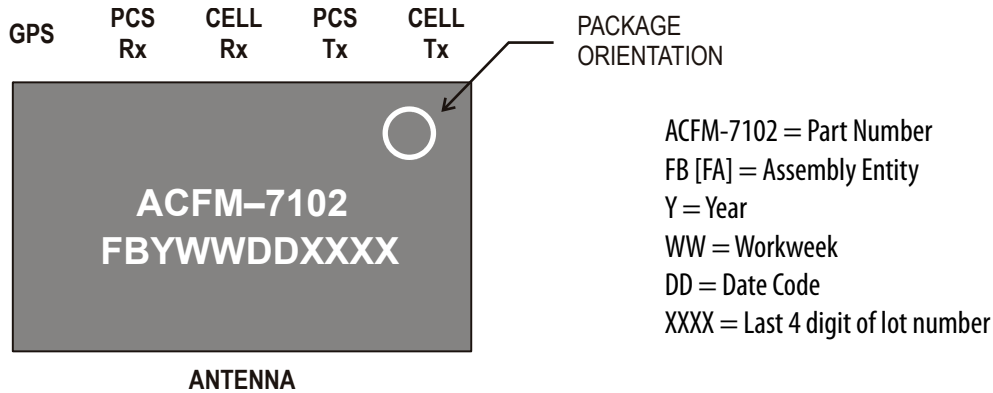 GPS
PCS
Rx
CELL
Rx
PCS
Tx
CELL
Tx
PACKAGE
ORIENTATION
ACFM–7102
FBYWWDDXXXX
ANTENNA
ACFM-7102 = Part Number
FB [FA] = Assembly Entity
Y = Year
WW = Workweek
DD = Date Code
XXXX = Last 4 digit of lot number